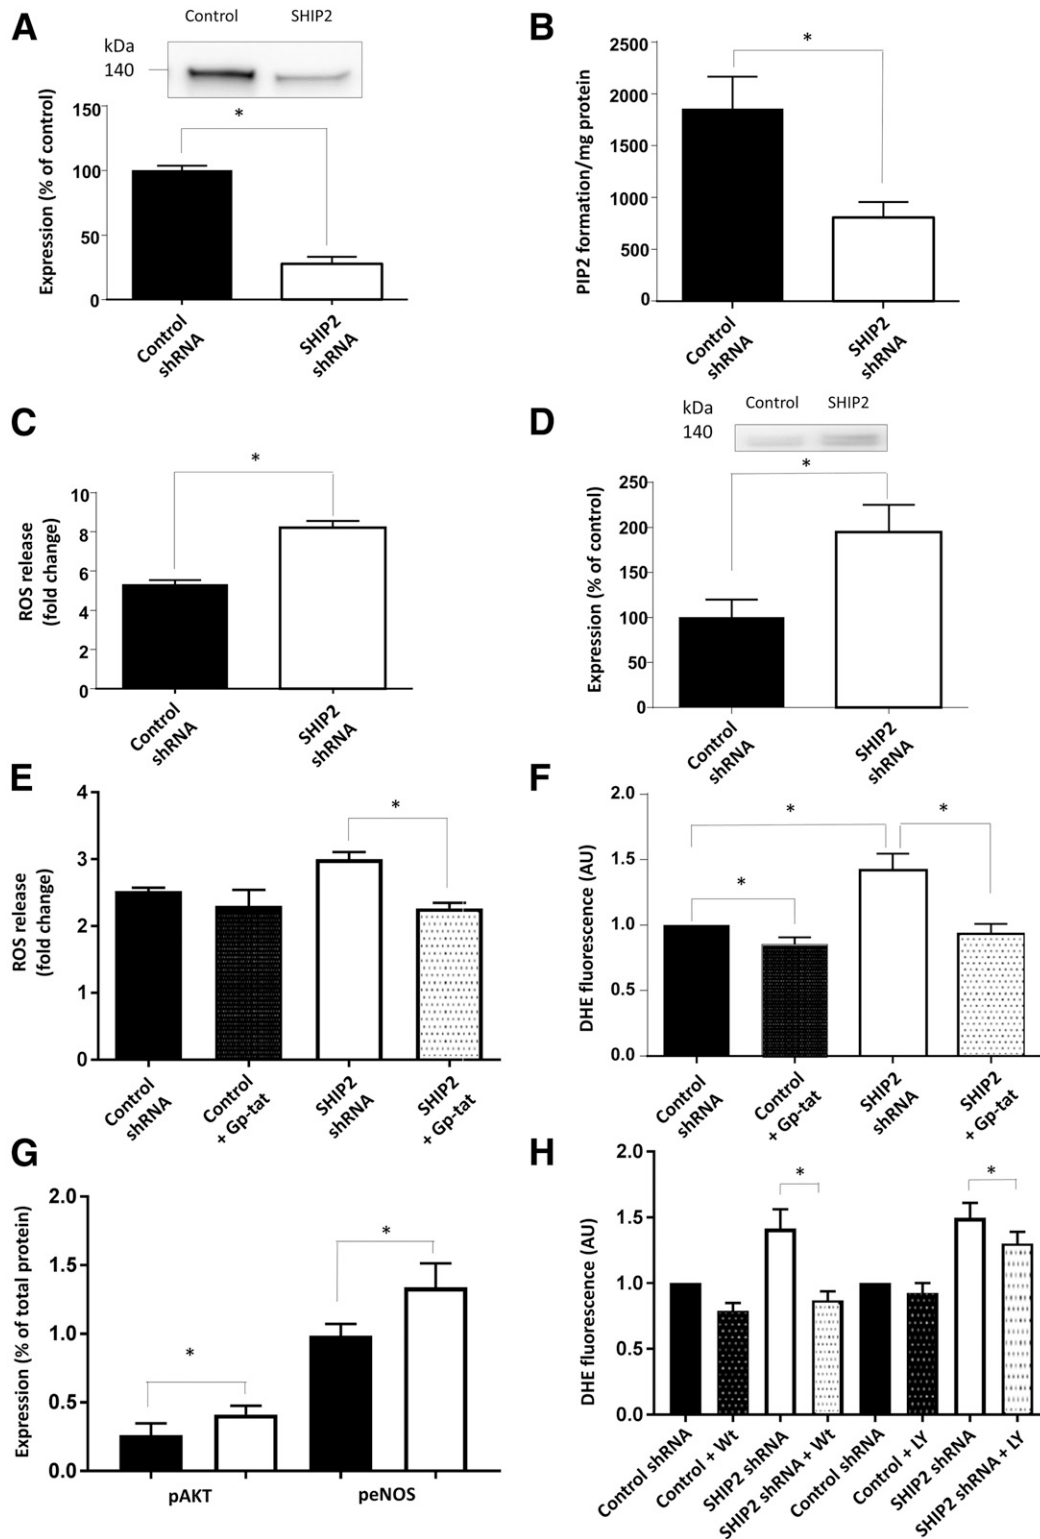 A
Control
SHIP2
kDa
140
*
150
100
50
0
Expression (% of control)
Control
shRNA
SHIP2
shRNA
B
*
2500
2000
1500
1000
500
0
PIP2 formation/mg protein
Control
shRNA
SHIP2
shRNA
C
*
10
8
6
4
2
0
ROS release
(fold change)
Control
shRNA
SHIP2
shRNA
D
kDa
140
Control
SHIP2
*
250
200
150
100
50
0
Expression (% of control)
Control
shRNA
SHIP2
shRNA
E
*
4
3
2
1
0
ROS release
(fold change)
Control
shRNA
Control
+ Gp-tat
SHIP2
shRNA
SHIP2
+ Gp-tat
F
*
*
*
2.0
1.5
1.0
0.5
0.0
DHE fluorescence (AU)
Control
shRNA
Control
+ Gp-tat
SHIP2
shRNA
SHIP2
+ Gp-tat
G
*
*
2.0
1.5
1.0
0.5
0.0
Expression (% of total protein)
pAKT
peNOS
H
*
*
2.0
1.5
1.0
0.5
0.0
DHE fluorescence (AU)
Control shRNA
Control + Wt
SHIP2 shRNA
SHIP2 shRNA + Wt
Control shRNA
Control + LY
SHIP2 shRNA
SHIP2 shRNA + LY